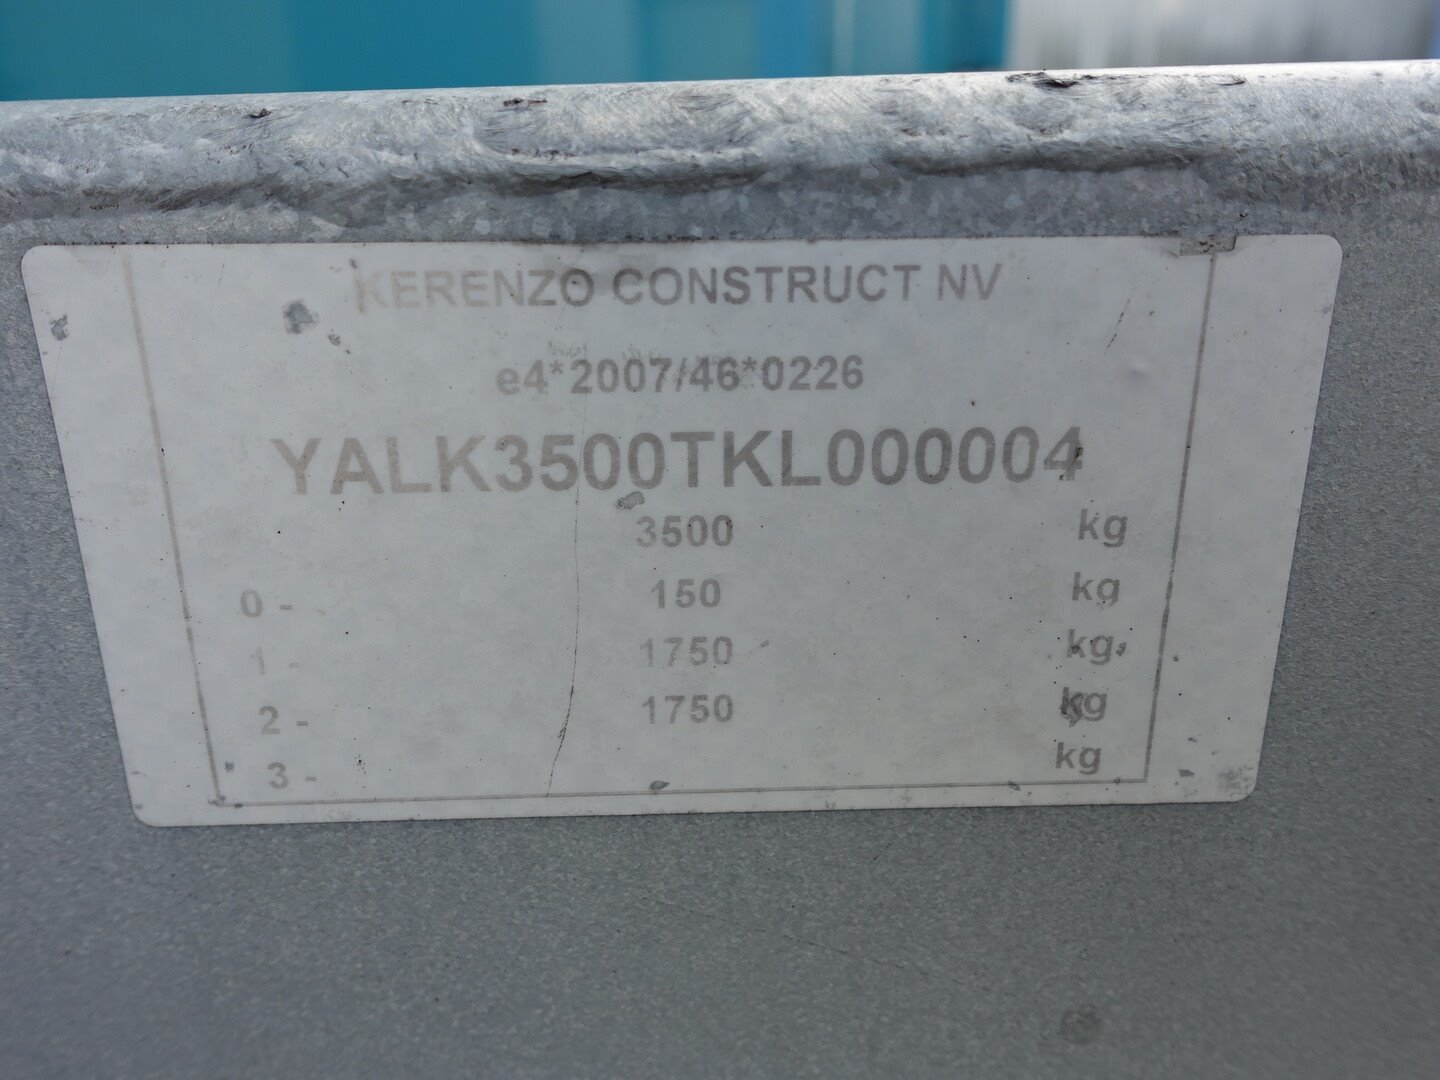 KERENZO CONSTRUCT NV
e4*2007/46*0226
YALK3500TKL000004
3500 kg
0 - 150 kg
1 - 1750 kg
2 - 1750 kg
3 - kg